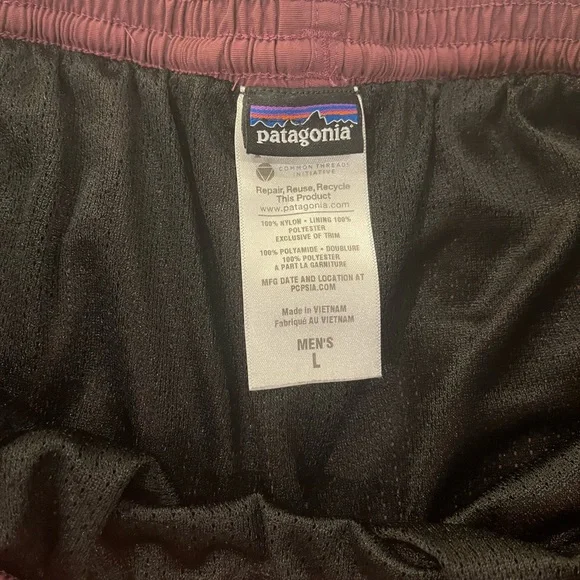 patagonia®
COMMON THREADS
INITIATIVE
Repair, Reuse, Recycle
This Product
www.patagonia.com
100% NYLON • LINING 100%
POLYESTER
EXCLUSIVE OF TRIM
100% POLYAMIDE • DOUBLURE
100% POLYESTER
A PART LA GARNITURE
MFG DATE AND LOCATION AT
PCPSIA.COM
Made in VIETNAM
Fabriqué AU VIETNAM
MEN'S
L